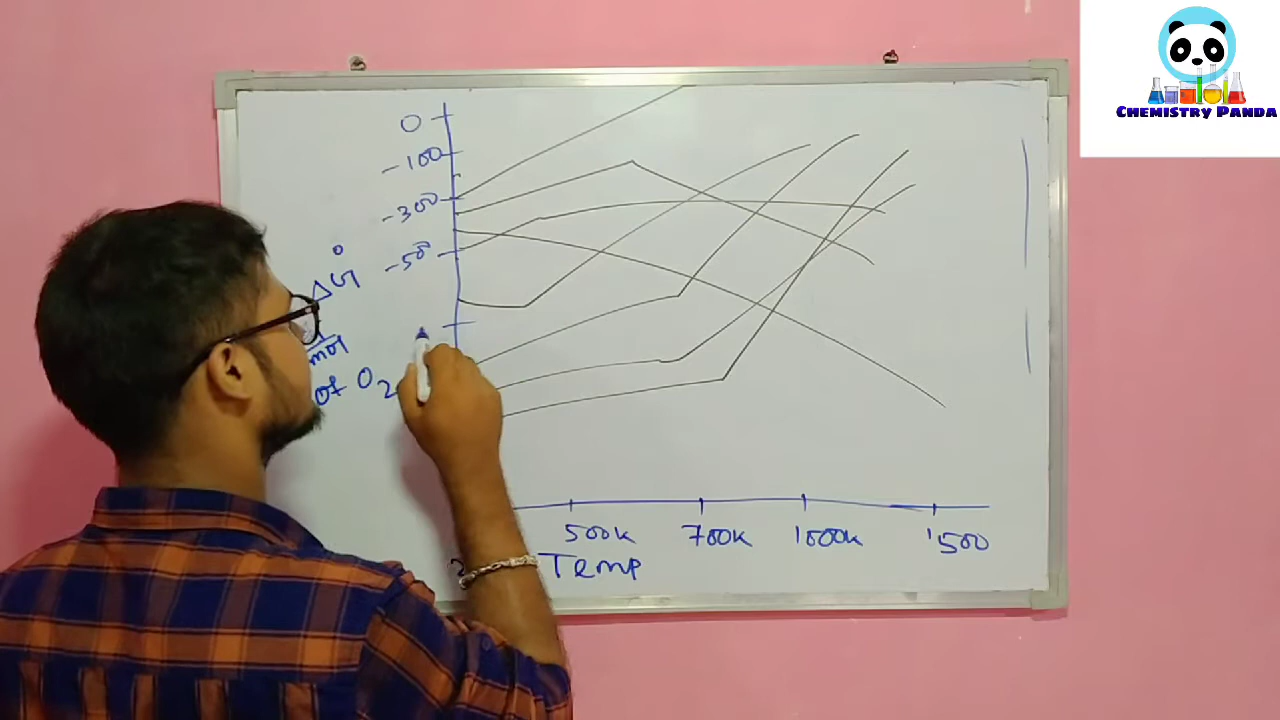 CHEMISTRY PANDA
0
-100
-300
-500
ΔG°
mol
of O2
500k
700k
1000k
1500
Temp